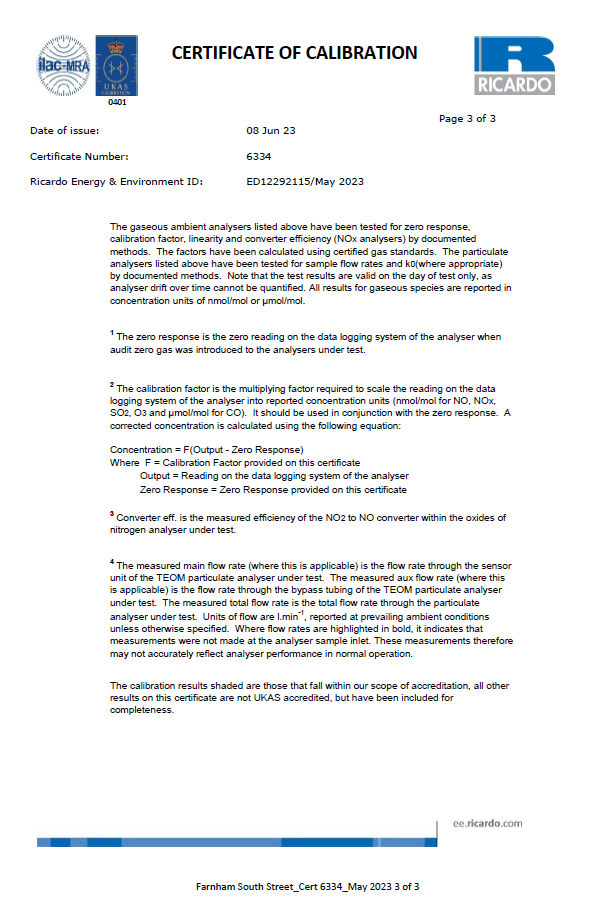 CERTIFICATE OF CALIBRATION
ilac-MRA
UKAS
CALIBRATION
0401
RICARDO
Page 3 of 3
Date of issue: 08 Jun 23
Certificate Number: 6334
Ricardo Energy & Environment ID: ED12292115/May 2023
The gaseous ambient analysers listed above have been tested for zero response,
calibration factor, linearity and converter efficiency (NOx analysers) by documented
methods. The factors have been calculated using certified gas standards. The particulate
analysers listed above have been tested for sample flow rates and k0(where appropriate)
by documented methods. Note that the test results are valid on the day of test only, as
analyser drift over time cannot be quantified. All results for gaseous species are reported in
concentration units of nmol/mol or µmol/mol.
1 The zero response is the zero reading on the data logging system of the analyser when
audit zero gas was introduced to the analysers under test.
2 The calibration factor is the multiplying factor required to scale the reading on the data
logging system of the analyser into reported concentration units (nmol/mol for NO, NOx,
SO2, O3 and µmol/mol for CO). It should be used in conjunction with the zero response. A
corrected concentration is calculated using the following equation:
Concentration = F(Output - Zero Response)
Where F = Calibration Factor provided on this certificate
Output = Reading on the data logging system of the analyser
Zero Response = Zero Response provided on this certificate
3 Converter eff. is the measured efficiency of the NO2 to NO converter within the oxides of
nitrogen analyser under test.
4 The measured main flow rate (where this is applicable) is the flow rate through the sensor
unit of the TEOM particulate analyser under test. The measured aux flow rate (where this
is applicable) is the flow rate through the bypass tubing of the TEOM particulate analyser
under test. The measured total flow rate is the total flow rate through the particulate
analyser under test. Units of flow are l.min-1, reported at prevailing ambient conditions
unless otherwise specified. Where flow rates are highlighted in bold, it indicates that
measurements were not made at the analyser sample inlet. These measurements therefore
may not accurately reflect analyser performance in normal operation.
The calibration results shaded are those that fall within our scope of accreditation, all other
results on this certificate are not UKAS accredited, but have been included for
completeness.
ee.ricardo.com
Farnham South Street_Cert 6334_May 2023 3 of 3